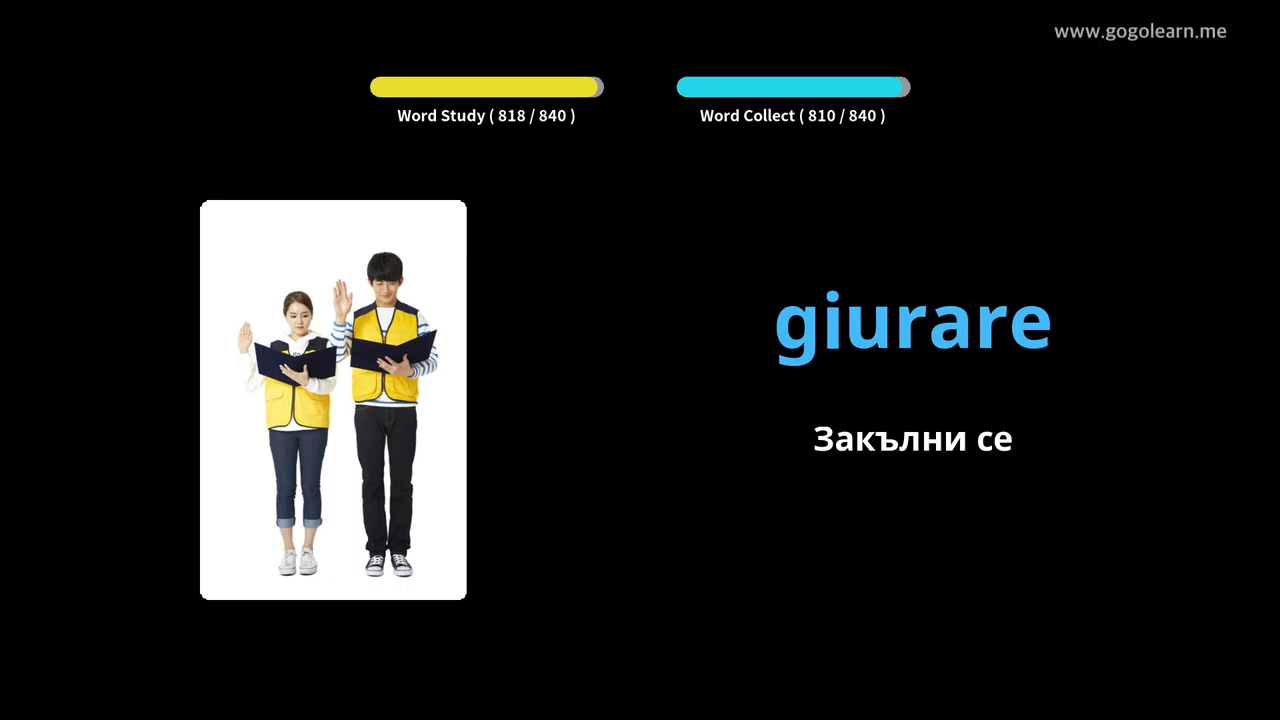 www.gogolearn.me
Word Study ( 818 / 840 )
Word Collect ( 810 / 840 )
giurare
Закълни се